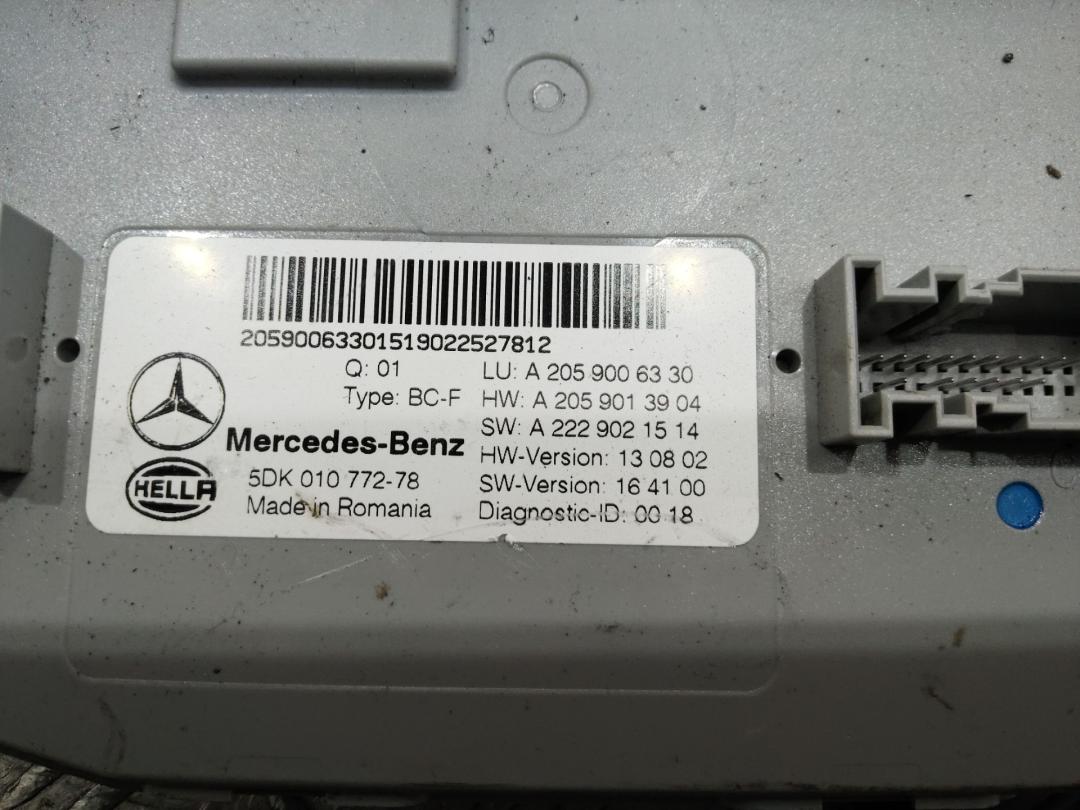 2059006330151902252​7812
Q: 01 LU: A 205 900 63 30
Type: BC-F HW: A 205 901 39 04
SW: A 222 902 15 14
Mercedes-Benz HW-Version: 13 08 02
HELLA 5DK 010 772-78 SW-Version: 16 41 00
Made in Romania Diagnostic-ID: 00 18